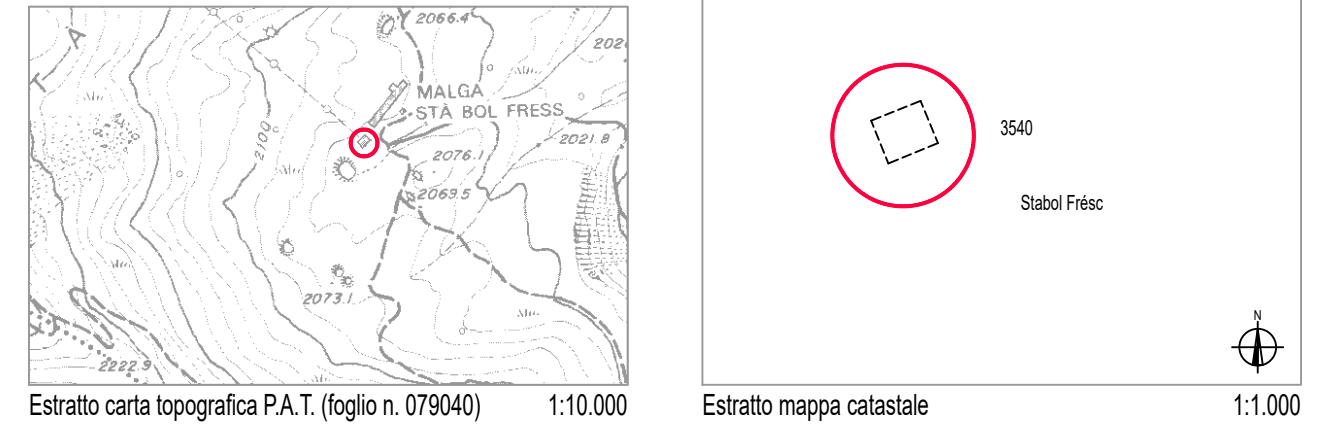 2066.4
202
TA
MALGA
STÀ BOL FRESS
2100
2021.8
2076.1
2069.5
2073.1
2222.9
Estratto carta topografica P.A.T. (foglio n. 079040) 1:10.000
3540
Stabol Frésc
N
Estratto mappa catastale 1:1.000